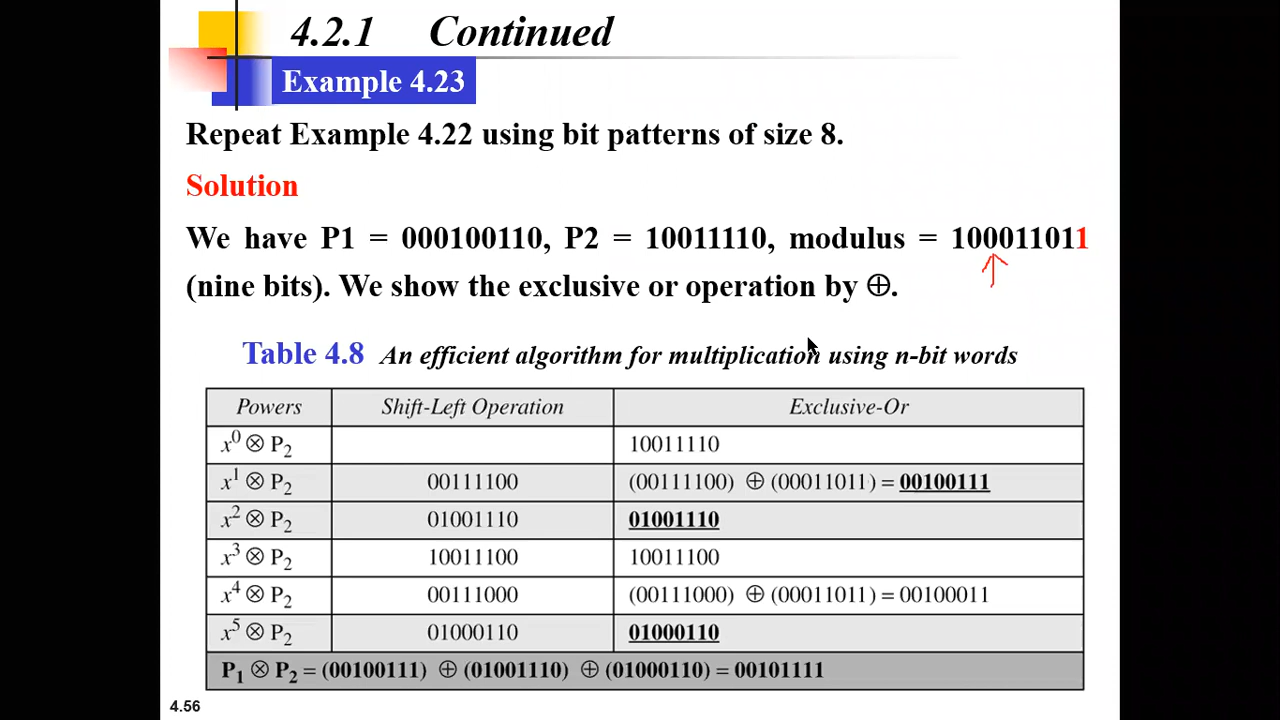 4.2.1 Continued
Example 4.23
Repeat Example 4.22 using bit patterns of size 8.
Solution
We have P1 = 000100110, P2 = 10011110, modulus = 100011011
(nine bits). We show the exclusive or operation by ⊕.
Table 4.8 An efficient algorithm for multiplication using n-bit words
Powers Shift-Left Operation Exclusive-Or
x⁰ ⊗ P₂ 10011110
x¹ ⊗ P₂ 00111100 (00111100) ⊕ (00011011) = 00100111
x² ⊗ P₂ 01001110 01001110
x³ ⊗ P₂ 10011100 10011100
x⁴ ⊗ P₂ 00111000 (00111000) ⊕ (00011011) = 00100011
x⁵ ⊗ P₂ 01000110 01000110
P₁ ⊗ P₂ = (00100111) ⊕ (01001110) ⊕ (01000110) = 00101111
4.56